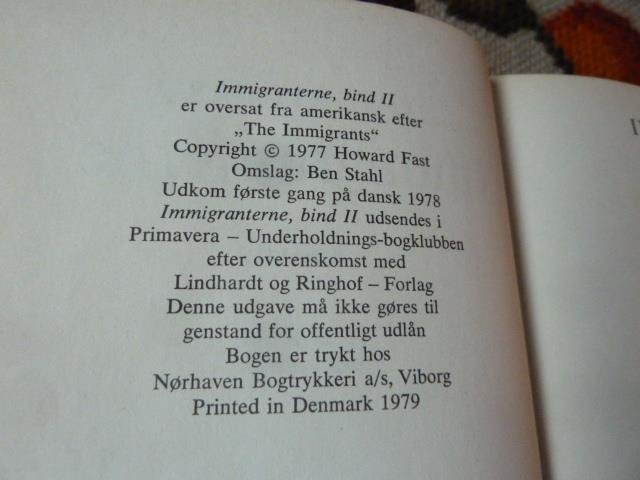 Immigranterne, bind II
er oversat fra amerikansk efter
„The Immigrants“
Copyright © 1977 Howard Fast
Omslag: Ben Stahl
Udkom første gang på dansk 1978
Immigranterne, bind II udsendes i
Primavera – Underholdnings-bogklubben
efter overenskomst med
Lindhardt og Ringhof – Forlag
Denne udgave må ikke gøres til
genstand for offentligt udlån
Bogen er trykt hos
Nørhaven Bogtrykkeri a/s, Viborg
Printed in Denmark 1979